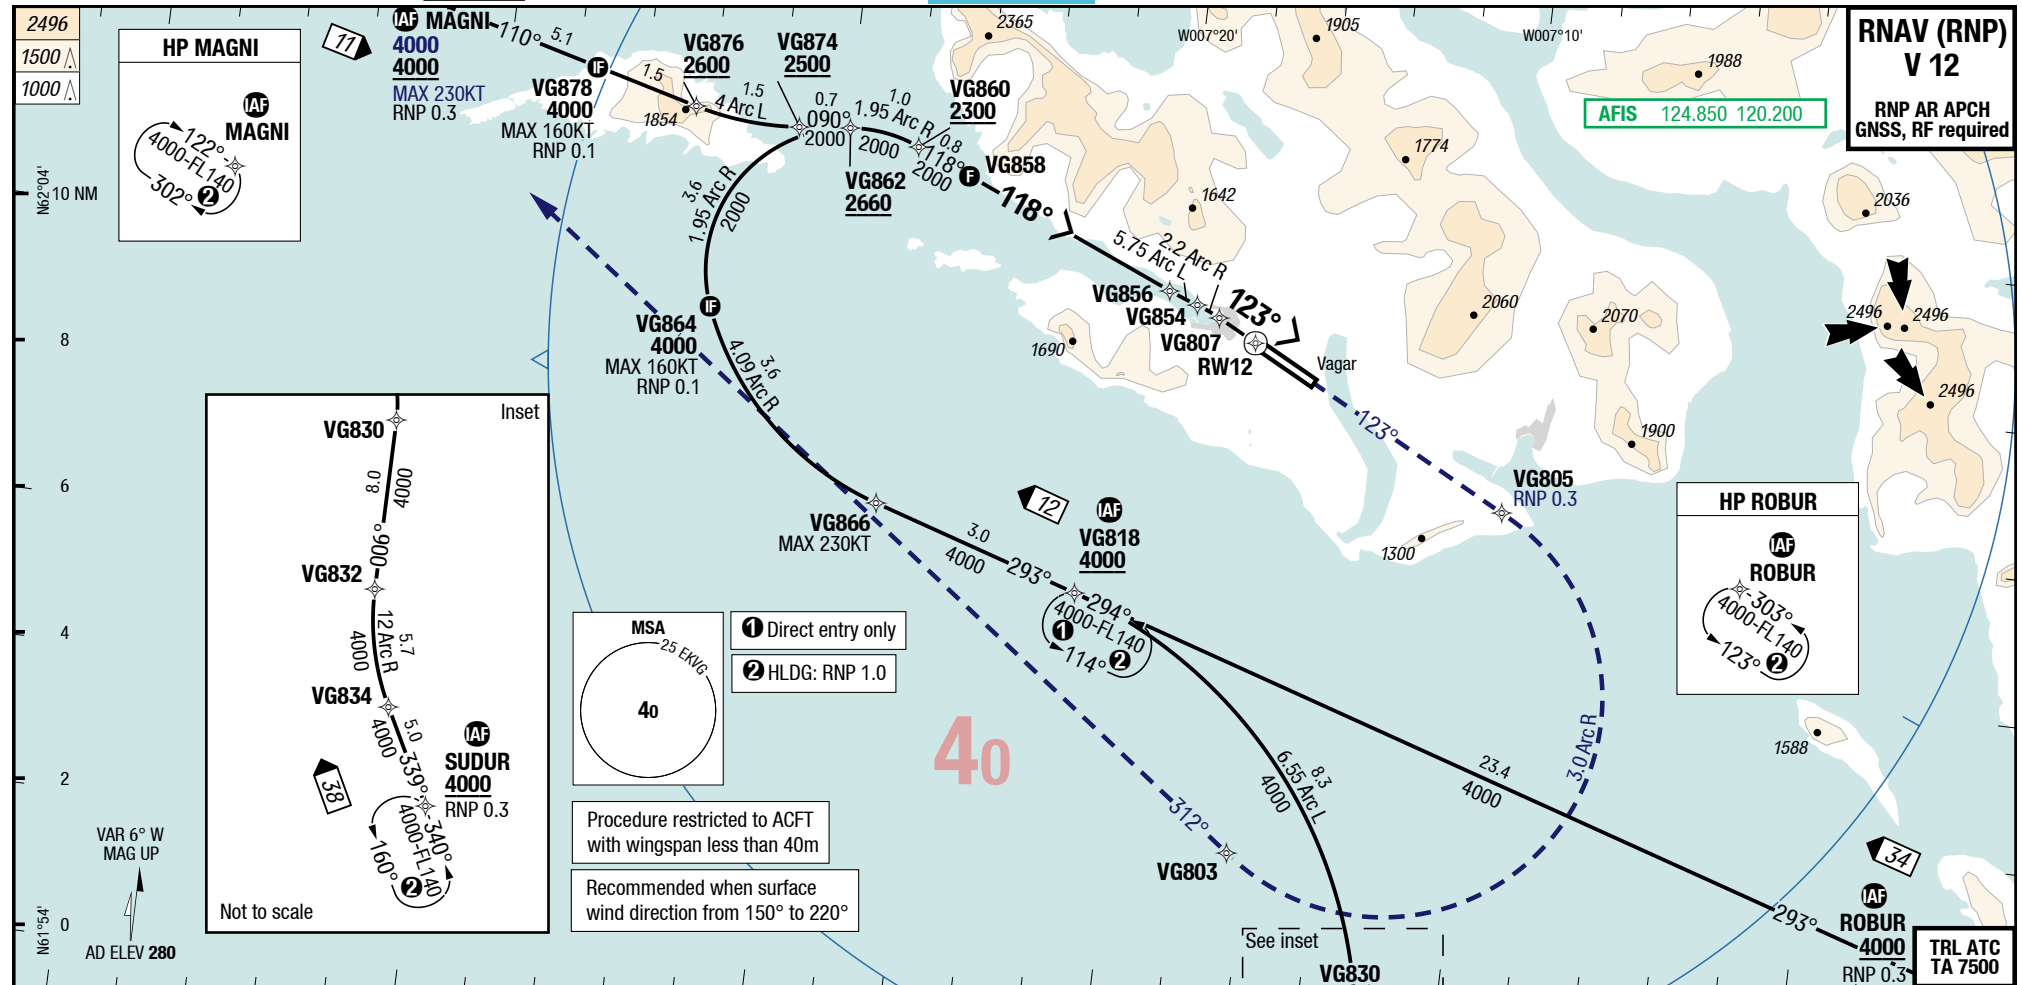 2496
1500
1000
HP MAGNI
IAF
MAGNI
122°
4000-FL140
302°
2
11
IAF MAGNI
4000
4000
MAX 230KT
RNP 0.3
110°
5.1
IF
VG878
4000
MAX 160KT
RNP 0.1
1.5
1854
VG876
2600
1.5
4 Arc L
VG874
2500
0.7
090°
2000
1.0
1.95 Arc R
2000
VG862
2660
VG860
2300
0.8
118°
2000
F
VG858
118°
2365
W007°20'
1905
W007°10'
1988
AFIS 124.850 120.200
RNAV (RNP)
V 12
RNP AR APCH
GNSS, RF required
1774
1642
2036
2060
2070
2496
2496
2496
1900
1690
1300
1588
N62°04'
10 NM
8
6
4
2
0
N61°54'
3.6
1.95 Arc R
2000
IF
VG864
4000
MAX 160KT
RNP 0.1
3.6
4.09 Arc R
VG866
MAX 230KT
5.75 Arc L
2.2 Arc R
VG856
VG854
VG807
RW12
123°
Vagar
123°
VG805
RNP 0.3
3.0 Arc R
312°
VG803
3.0
4000
293°
12
IAF
VG818
4000
294°
4000-FL140
1
114°
2
23.4
4000
293°
8.3
6.55 Arc L
4000
See inset
VG830
34
IAF
ROBUR
4000
RNP 0.3
TRL ATC
TA 7500
HP ROBUR
IAF
ROBUR
303°
4000-FL140
123°
2
Inset
VG830
8.0
4000
006°
VG832
5.7
12 Arc R
4000
VG834
5.0
4000
339°
IAF
SUDUR
4000
RNP 0.3
38
340°
4000-FL140
160°
2
Not to scale
MSA
25 EKVG
40
1 Direct entry only
2 HLDG: RNP 1.0
40
Procedure restricted to ACFT
with wingspan less than 40m
Recommended when surface
wind direction from 150° to 220°
VAR 6° W
MAG UP
AD ELEV 280